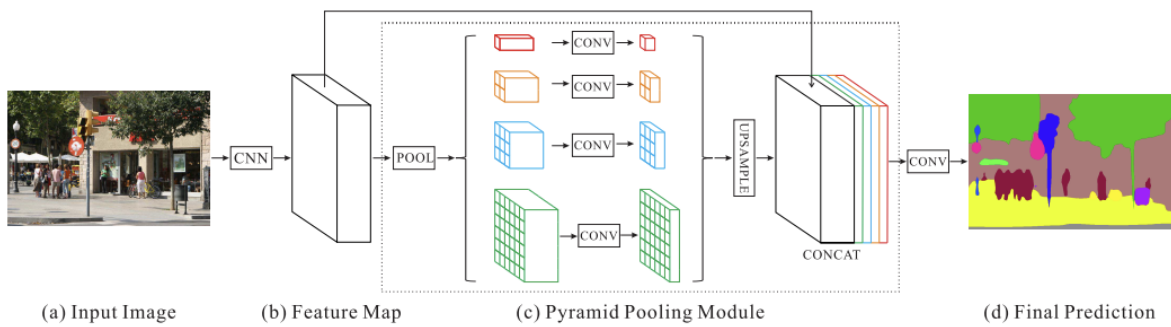 CNN
POOL
CONV
CONV
CONV
CONV
UPSAMPLE
CONCAT
CONV
(a) Input Image
(b) Feature Map
(c) Pyramid Pooling Module
(d) Final Prediction